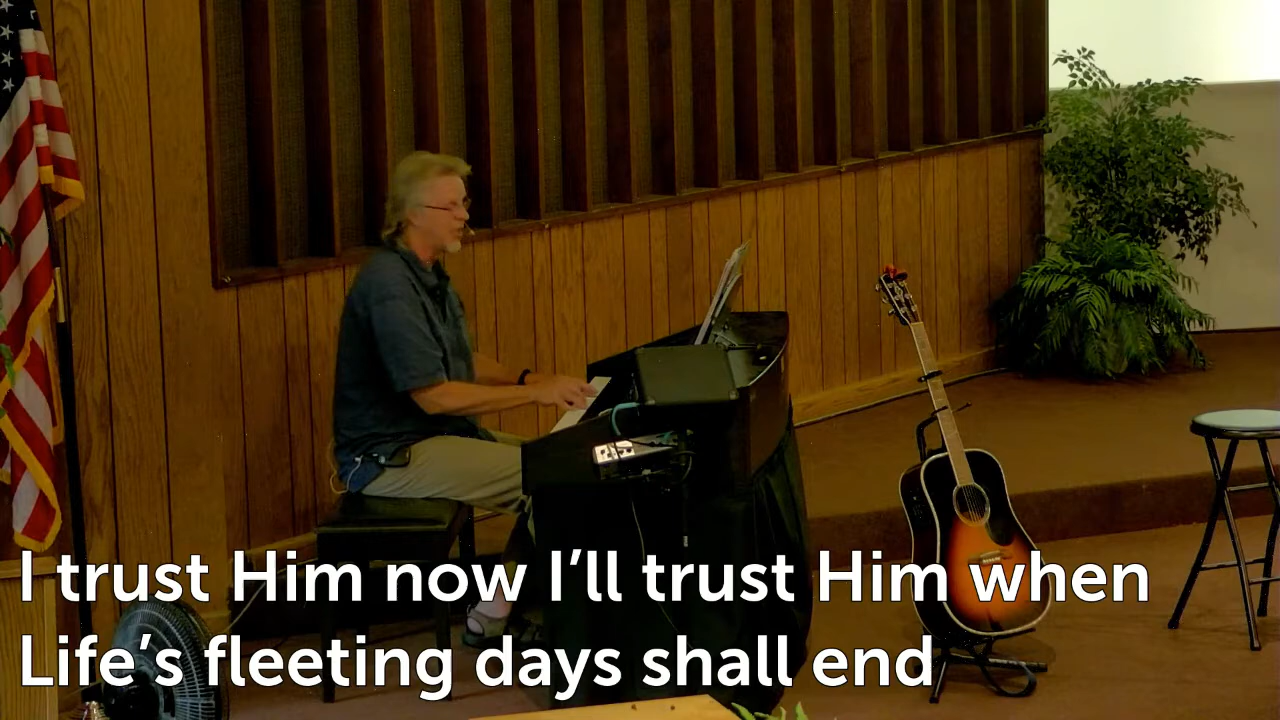 I trust Him now I’ll trust Him when
Life’s fleeting days shall end